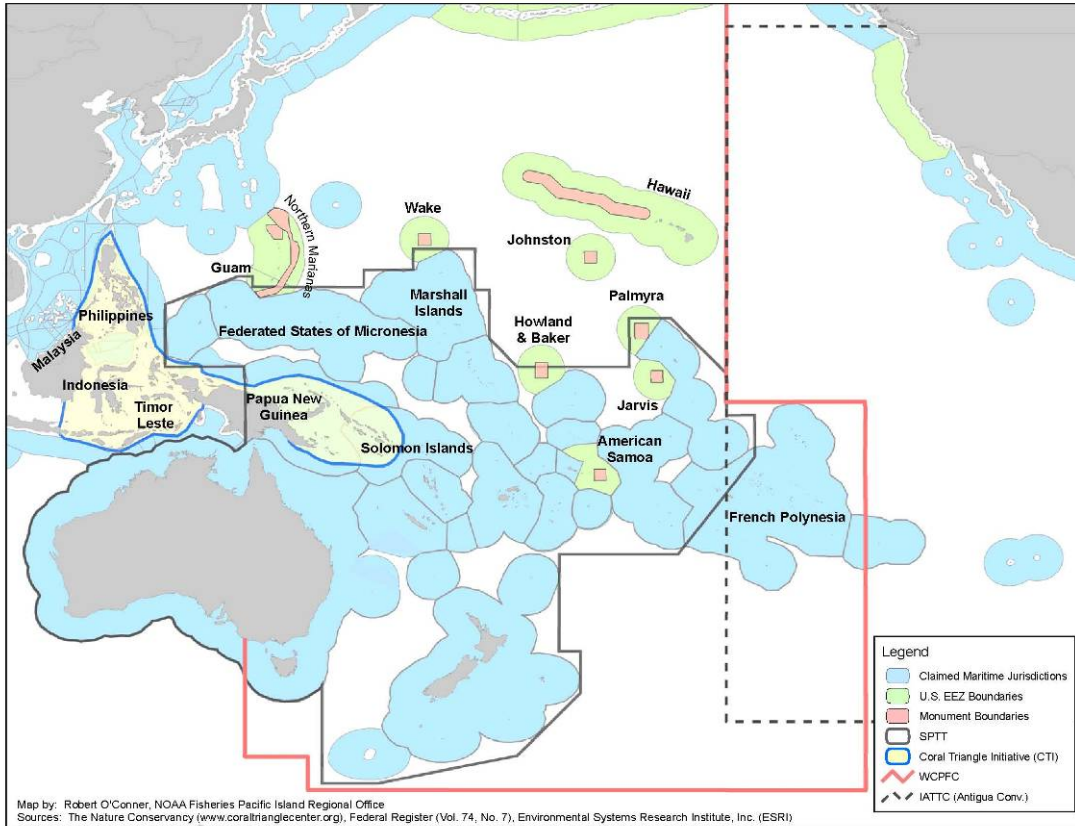 Hawaii
Northern Marianas
Wake
Johnston
Guam
Palmyra
Philippines
Marshall
Islands
Federated States of Micronesia
Howland
& Baker
Malaysia
Indonesia
Papua New
Guinea
Jarvis
Timor
Leste
Solomon Islands
American
Samoa
French Polynesia
Legend
Claimed Maritime Jurisdictions
U.S. EEZ Boundaries
Monument Boundaries
SPTT
Coral Triangle Initiative (CTI)
WCPFC
IATTC (Antigua Conv.)
Map by: Robert O'Conner, NOAA Fisheries Pacific Island Regional Office
Sources: The Nature Conservancy (www.coraltrianglecenter.org), Federal Register (Vol. 74, No. 7), Environmental Systems Research Institute, Inc. (ESRI)